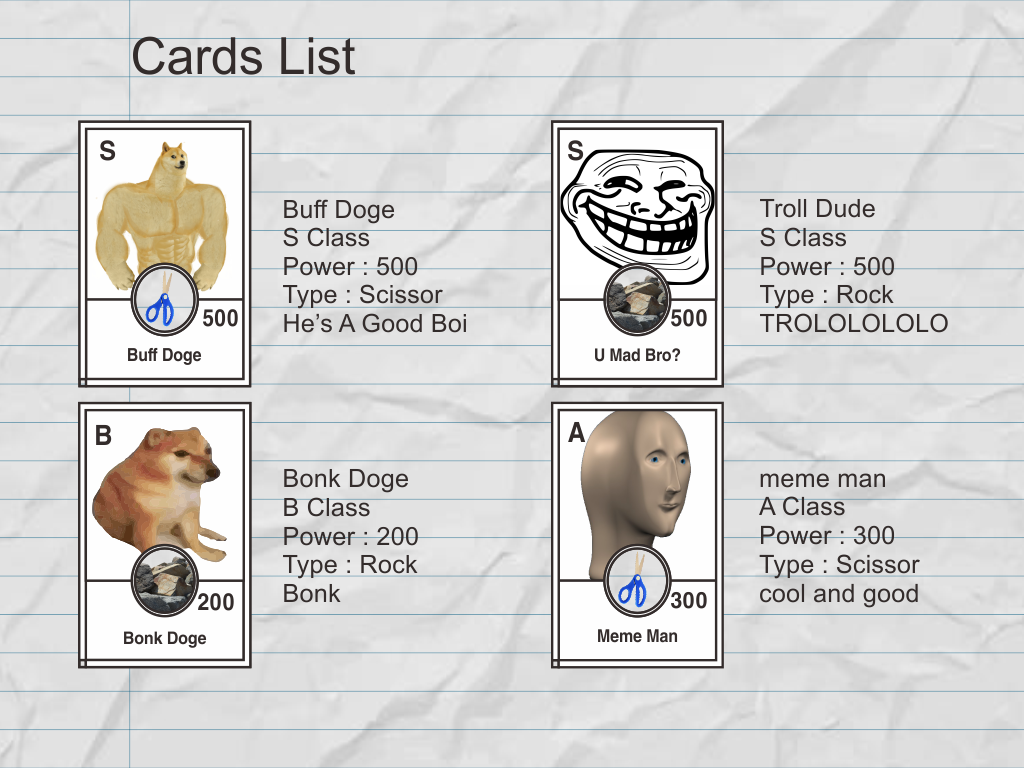 Cards List
S
500
Buff Doge
Buff Doge
S Class
Power : 500
Type : Scissor
He’s A Good Boi
S
500
U Mad Bro?
Troll Dude
S Class
Power : 500
Type : Rock
TROLOLOLOLO
B
200
Bonk Doge
Bonk Doge
B Class
Power : 200
Type : Rock
Bonk
A
300
Meme Man
meme man
A Class
Power : 300
Type : Scissor
cool and good